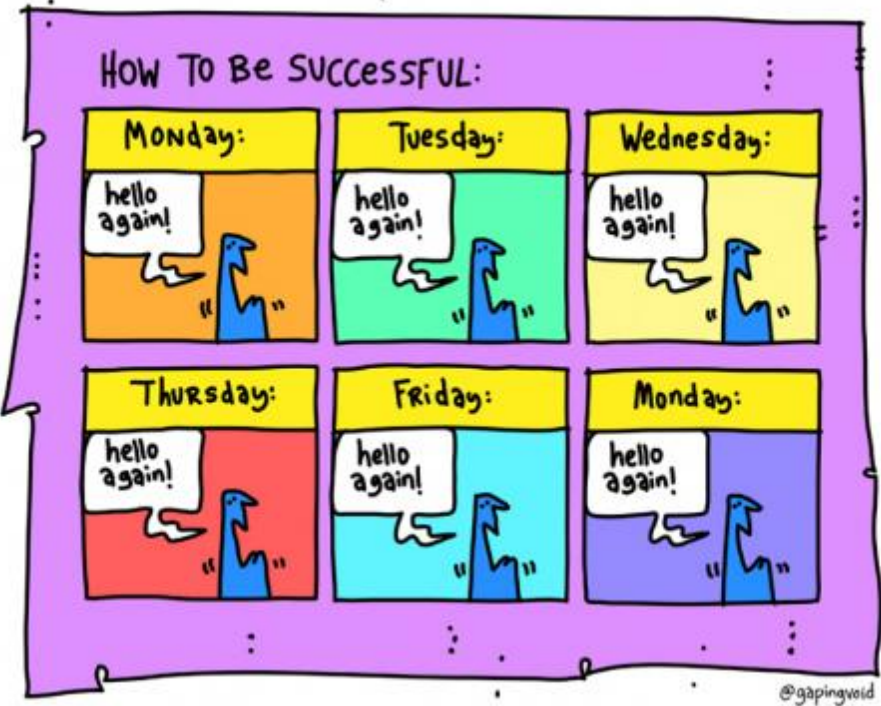 HOW TO Be SUCCeSSFUL:
MONday:
Tuesday:
Wednesday:
hello
again!
hello
again!
hello
again!
ThuRsday:
FRiday:
Monday:
hello
again!
hello
again!
hello
again!
@gapingvoid